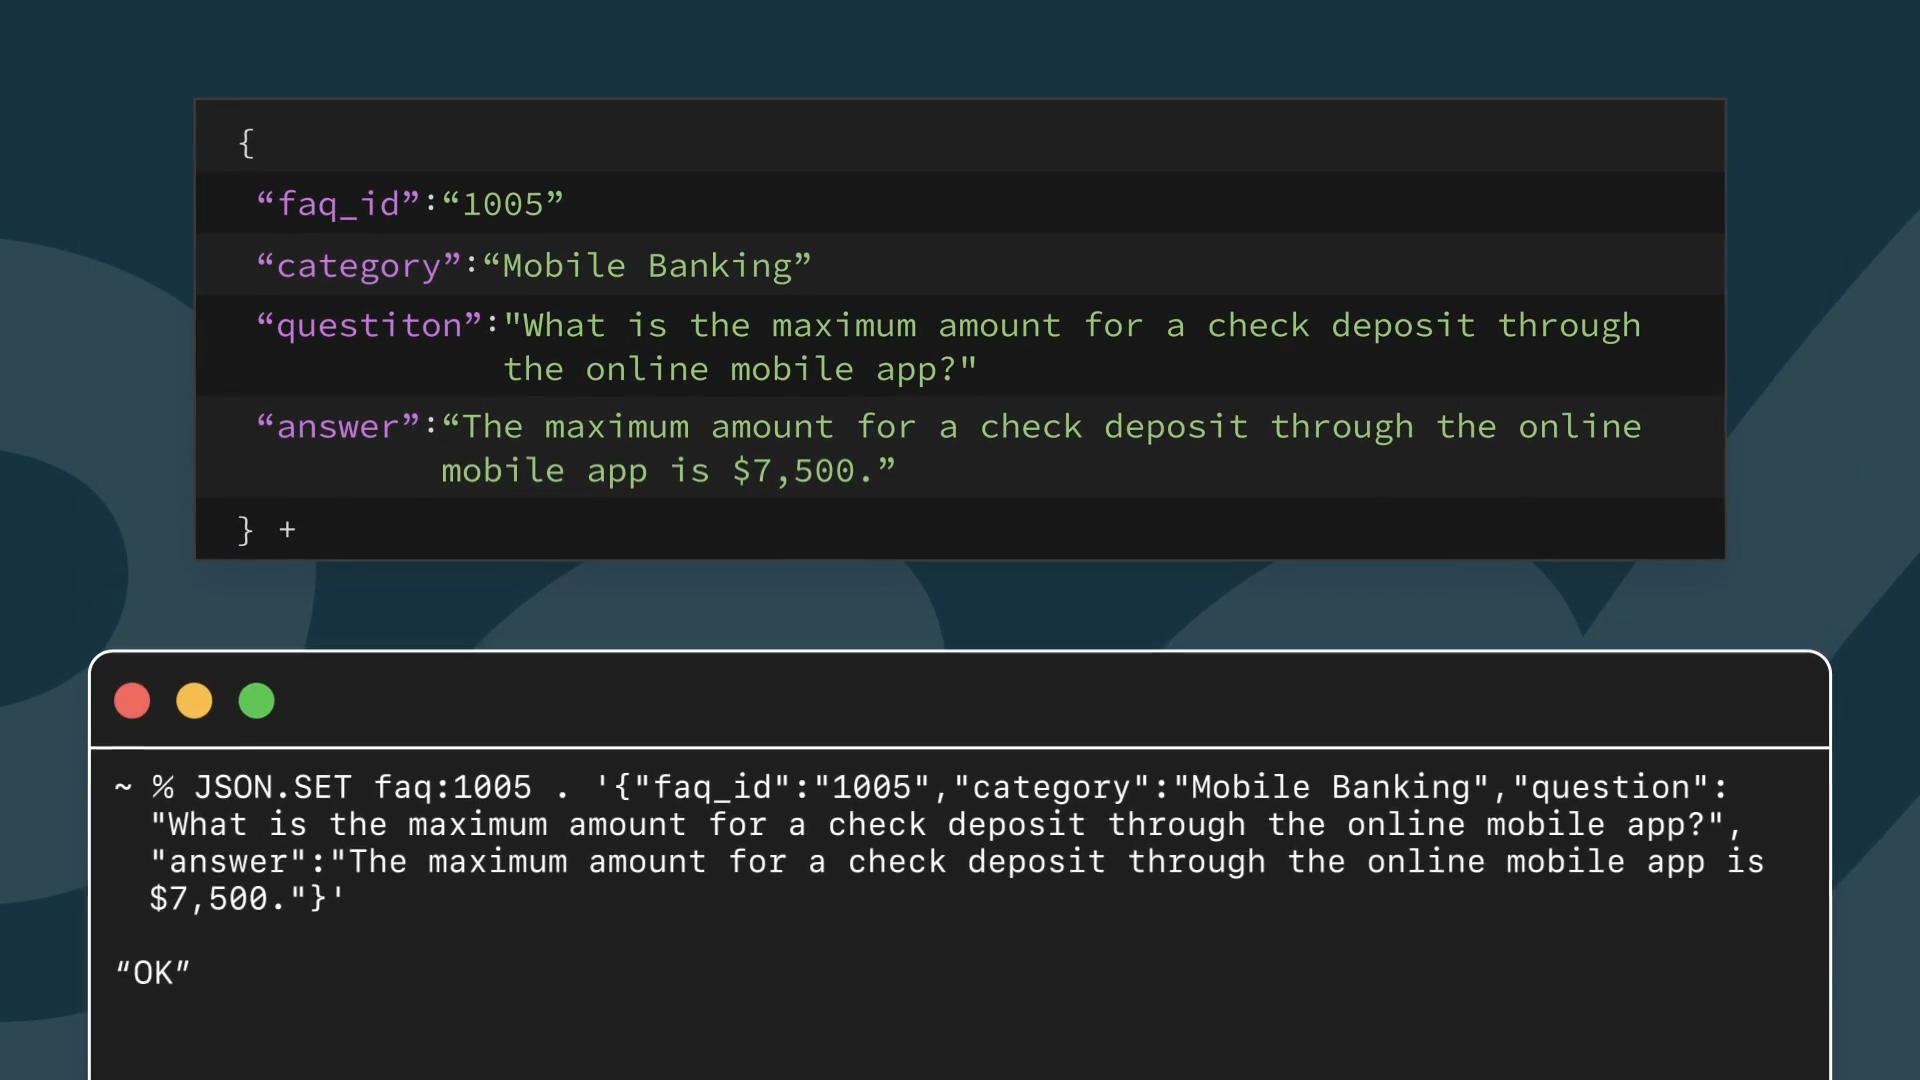 {
“faq_id”:“1005”
“category”:“Mobile Banking”
“questiton”:"What is the maximum amount for a check deposit through
the online mobile app?"
“answer”:“The maximum amount for a check deposit through the online
mobile app is $7,500.”
} +
~ % JSON.SET faq:1005 . '{"faq_id":"1005","category":"Mobile Banking","question":
"What is the maximum amount for a check deposit through the online mobile app?",
"answer":"The maximum amount for a check deposit through the online mobile app is
$7,500."}'
“OK”